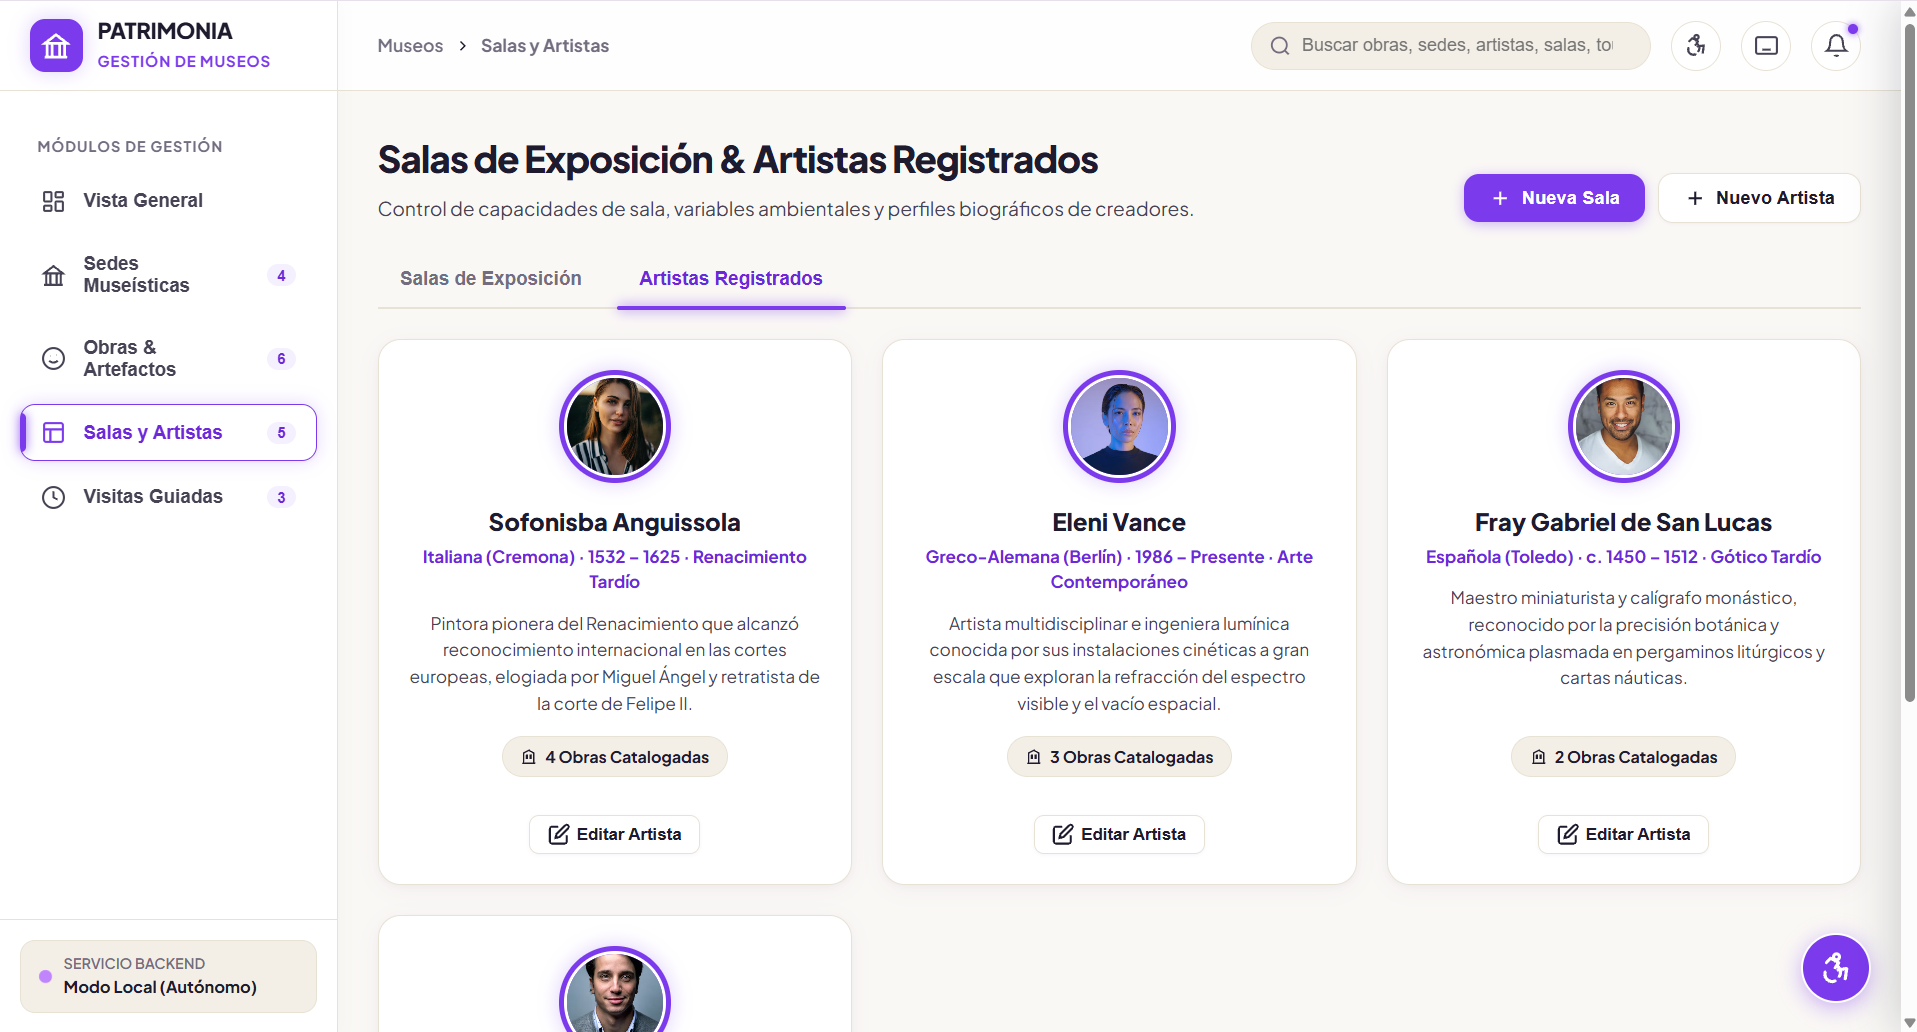 PATRIMONIA
GESTIÓN DE MUSEOS
Museos > Salas y Artistas
Buscar obras, sedes, artistas, salas, to
MÓDULOS DE GESTIÓN
Vista General
Sedes
Museísticas
4
Obras &
Artefactos
6
Salas y Artistas
5
Visitas Guiadas
3
SERVICIO BACKEND
Modo Local (Autónomo)
Salas de Exposición & Artistas Registrados
Control de capacidades de sala, variables ambientales y perfiles biográficos de creadores.
+ Nueva Sala
+ Nuevo Artista
Salas de Exposición
Artistas Registrados
Sofonisba Anguissola
Italiana (Cremona) · 1532 – 1625 · Renacimiento
Tardío
Pintora pionera del Renacimiento que alcanzó
reconocimiento internacional en las cortes
europeas, elogiada por Miguel Ángel y retratista de
la corte de Felipe II.
4 Obras Catalogadas
Editar Artista
Eleni Vance
Greco-Alemana (Berlín) · 1986 – Presente · Arte
Contemporáneo
Artista multidisciplinar e ingeniera lumínica
conocida por sus instalaciones cinéticas a gran
escala que exploran la refracción del espectro
visible y el vacío espacial.
3 Obras Catalogadas
Editar Artista
Fray Gabriel de San Lucas
Española (Toledo) · c. 1450 – 1512 · Gótico Tardío
Maestro miniaturista y calígrafo monástico,
reconocido por la precisión botánica y
astronómica plasmada en pergaminos litúrgicos y
cartas náuticas.
2 Obras Catalogadas
Editar Artista